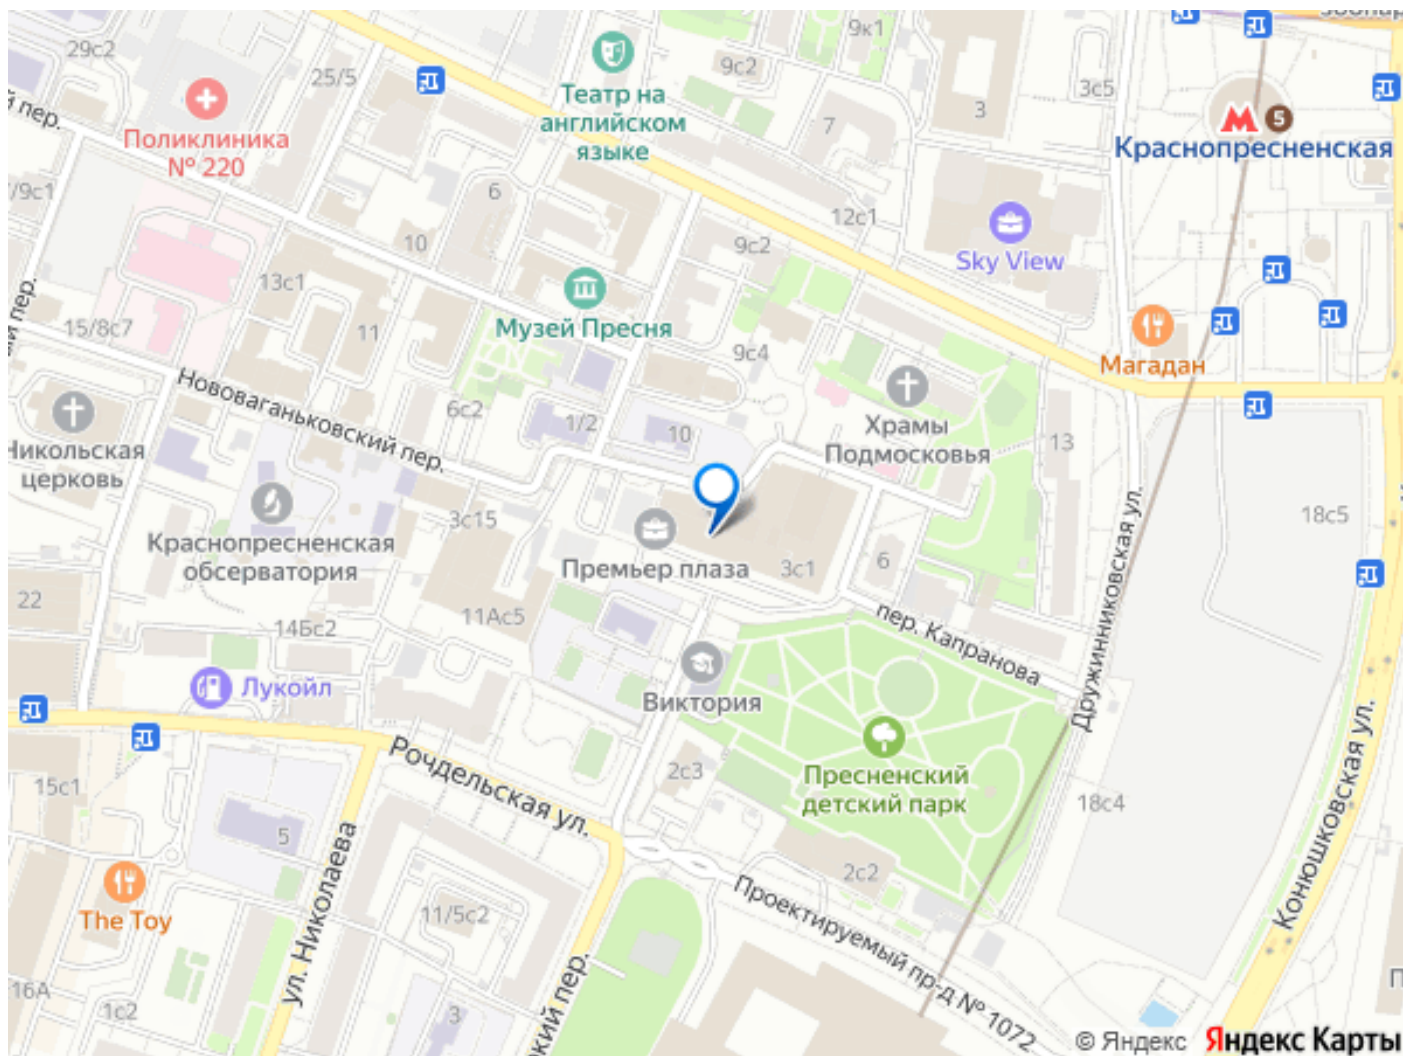 29с2
25/5
9к1
9с2
3
3с5
Театр на
английском
языке
7
5
Краснопресненская
пер.
Поликлиника
№ 220
6
12с1
10
9с2
Sky View
13с1
11
Музей Пресня
15/8с7
9с4
Магадан
Нововаганьковский пер.
6с2
1/2
10
Храмы
Подмосковья
13
Никольская
церковь
3с15
18с5
Краснопресненская
обсерватория
Премьер плаза
3с1
6
22
11Ас5
14Бс2
пер. Капранова
Дружинниковская ул.
Лукойл
Виктория
Рочдельская ул.
2с3
Пресненский
детский парк
18с4
15с1
5
Конюшковская ул.
The Toy
ул. Николаева
11/5с2
2с2
Проектируемый пр-д № 1072
16А
1с2
3
пер.
© Яндекс Яндекс Карты